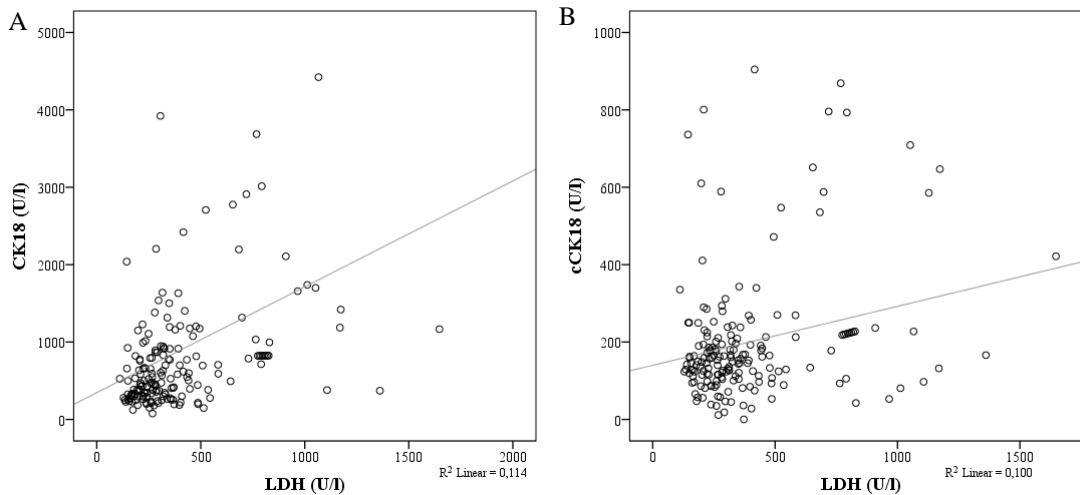 A
5000
4000
3000
2000
1000
0
CK18 (U/l)
0
500
1000
1500
2000
LDH (U/l)
R² Linear = 0,114
B
1000
800
600
400
200
0
cCK18 (U/l)
0
500
1000
1500
LDH (U/l)
R² Linear = 0,100